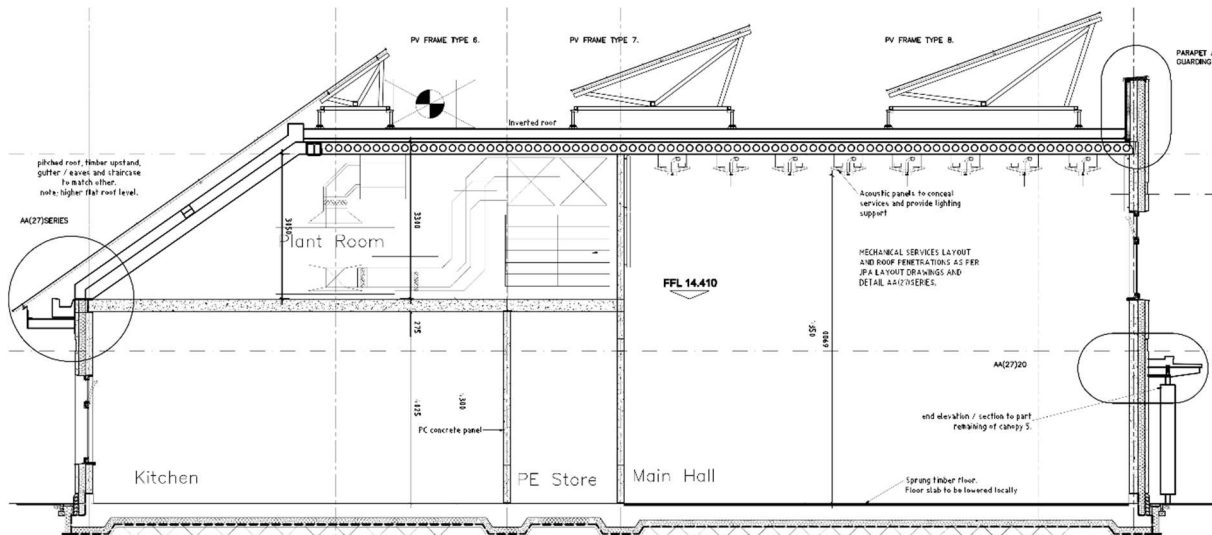 PV FRAME TYPE 6.
PV FRAME TYPE 7.
PV FRAME TYPE 8.
PARAPET
GUARDING
Inverted roof
pitched roof, timber upstand,
gutter / eaves and staircase
to match other.
note: higher flat roof level.
AA(27)SERIES
Acoustic panels to conceal
services and provide lighting
support
3150
3300
Plant Room
MECHANICAL SERVICES LAYOUT
AND ROOF PENETRATIONS AS PER
JPA LAYOUT DRAWINGS AND
DETAIL AA(27)SERIES.
FFL 14.410
275
6900
AA(27)20
end elevation / section to part
remaining of canopy 5.
PC concrete panel
Kitchen
PE Store
Main Hall
Sprung timber floor.
Floor slab to be lowered locally